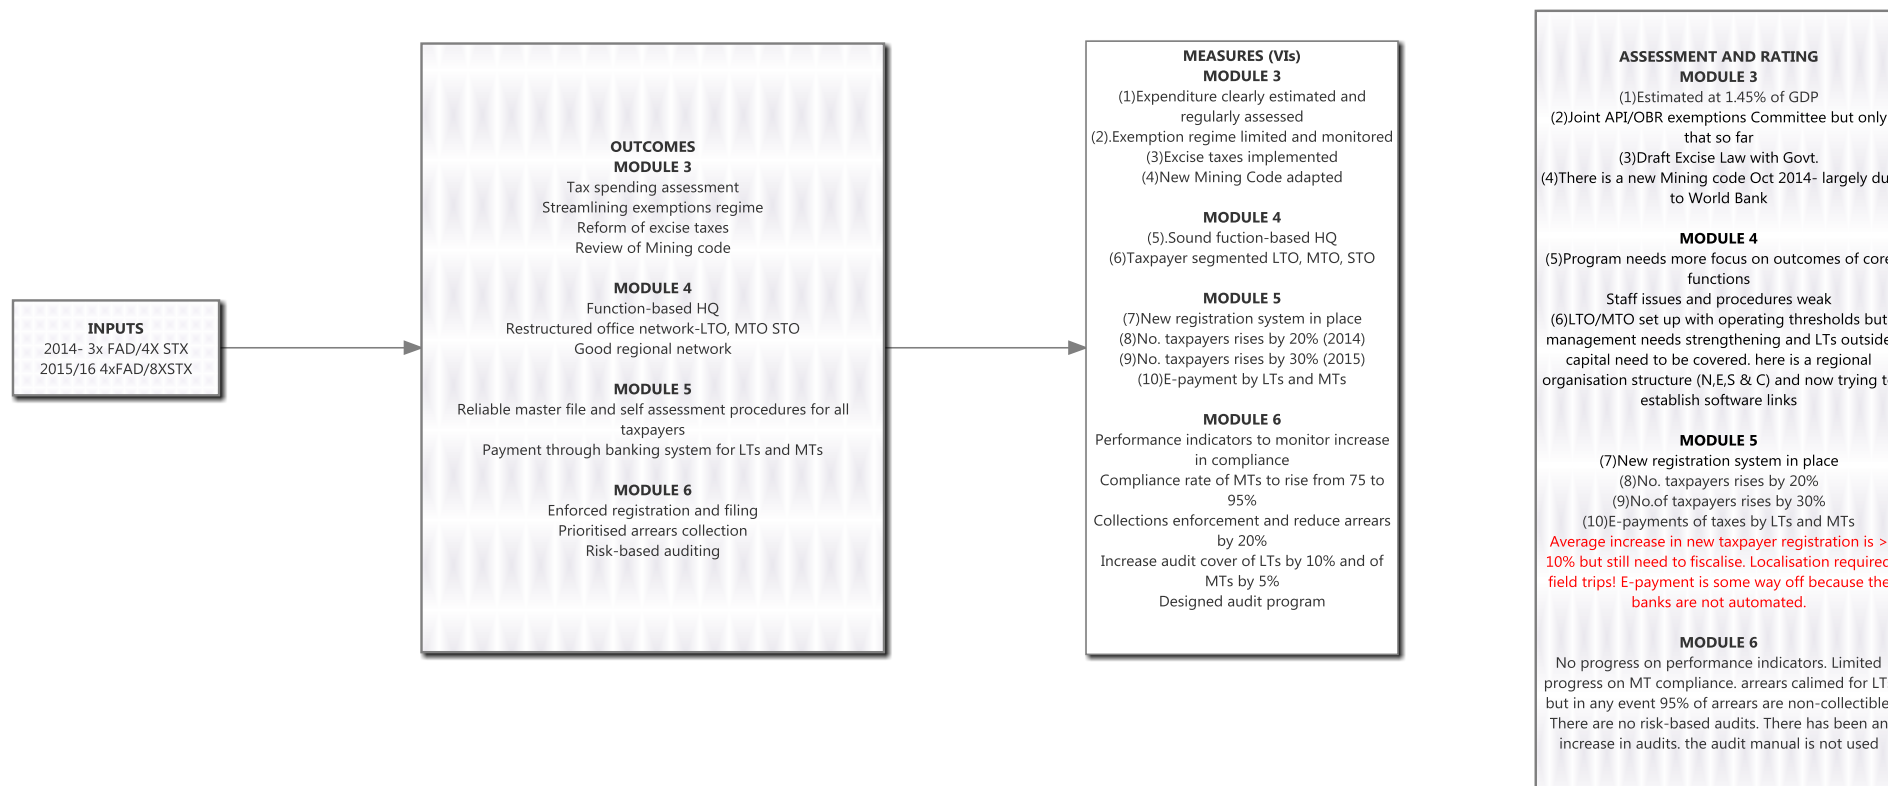 INPUTS
2014- 3x FAD/4X STX
2015/16 4xFAD/8XSTX
OUTCOMES
MODULE 3
Tax spending assessment
Streamlining exemptions regime
Reform of excise taxes
Review of Mining code
MODULE 4
Function-based HQ
Restructured office network-LTO, MTO STO
Good regional network
MODULE 5
Reliable master file and self assessment procedures for all
taxpayers
Payment through banking system for LTs and MTs
MODULE 6
Enforced registration and filing
Prioritised arrears collection
Risk-based auditing
MEASURES (VIs)
MODULE 3
(1)Expenditure clearly estimated and
regularly assessed
(2).Exemption regime limited and monitored
(3)Excise taxes implemented
(4)New Mining Code adapted
MODULE 4
(5).Sound fuction-based HQ
(6)Taxpayer segmented LTO, MTO, STO
MODULE 5
(7)New registration system in place
(8)No. taxpayers rises by 20% (2014)
(9)No. taxpayers rises by 30% (2015)
(10)E-payment by LTs and MTs
MODULE 6
Performance indicators to monitor increase
in compliance
Compliance rate of MTs to rise from 75 to
95%
Collections enforcement and reduce arrears
by 20%
Increase audit cover of LTs by 10% and of
MTs by 5%
Designed audit program
ASSESSMENT AND RATING
MODULE 3
(1)Estimated at 1.45% of GDP
(2)Joint API/OBR exemptions Committee but only
that so far
(3)Draft Excise Law with Govt.
(4)There is a new Mining code Oct 2014- largely
to World Bank
MODULE 4
(5)Program needs more focus on outcomes of core
functions
Staff issues and procedures weak
(6)LTO/MTO set up with operating thresholds but
management needs strengthening and LTs outside
capital need to be covered. here is a regional
organisation structure (N,E,S & C) and now trying
establish software links
MODULE 5
(7)New registration system in place
(8)No. taxpayers rises by 20%
(9)No.of taxpayers rises by 30%
(10)E-payments of taxes by LTs and MTs
Average increase in new taxpayer registration is >
10% but still need to fiscalise. Localisation required
field trips! E-payment is some way off because the
banks are not automated.
MODULE 6
No progress on performance indicators. Limited
progress on MT compliance. arrears calimed for
but in any event 95% of arrears are non-collectible
There are no risk-based audits. There has been an
increase in audits. the audit manual is not used